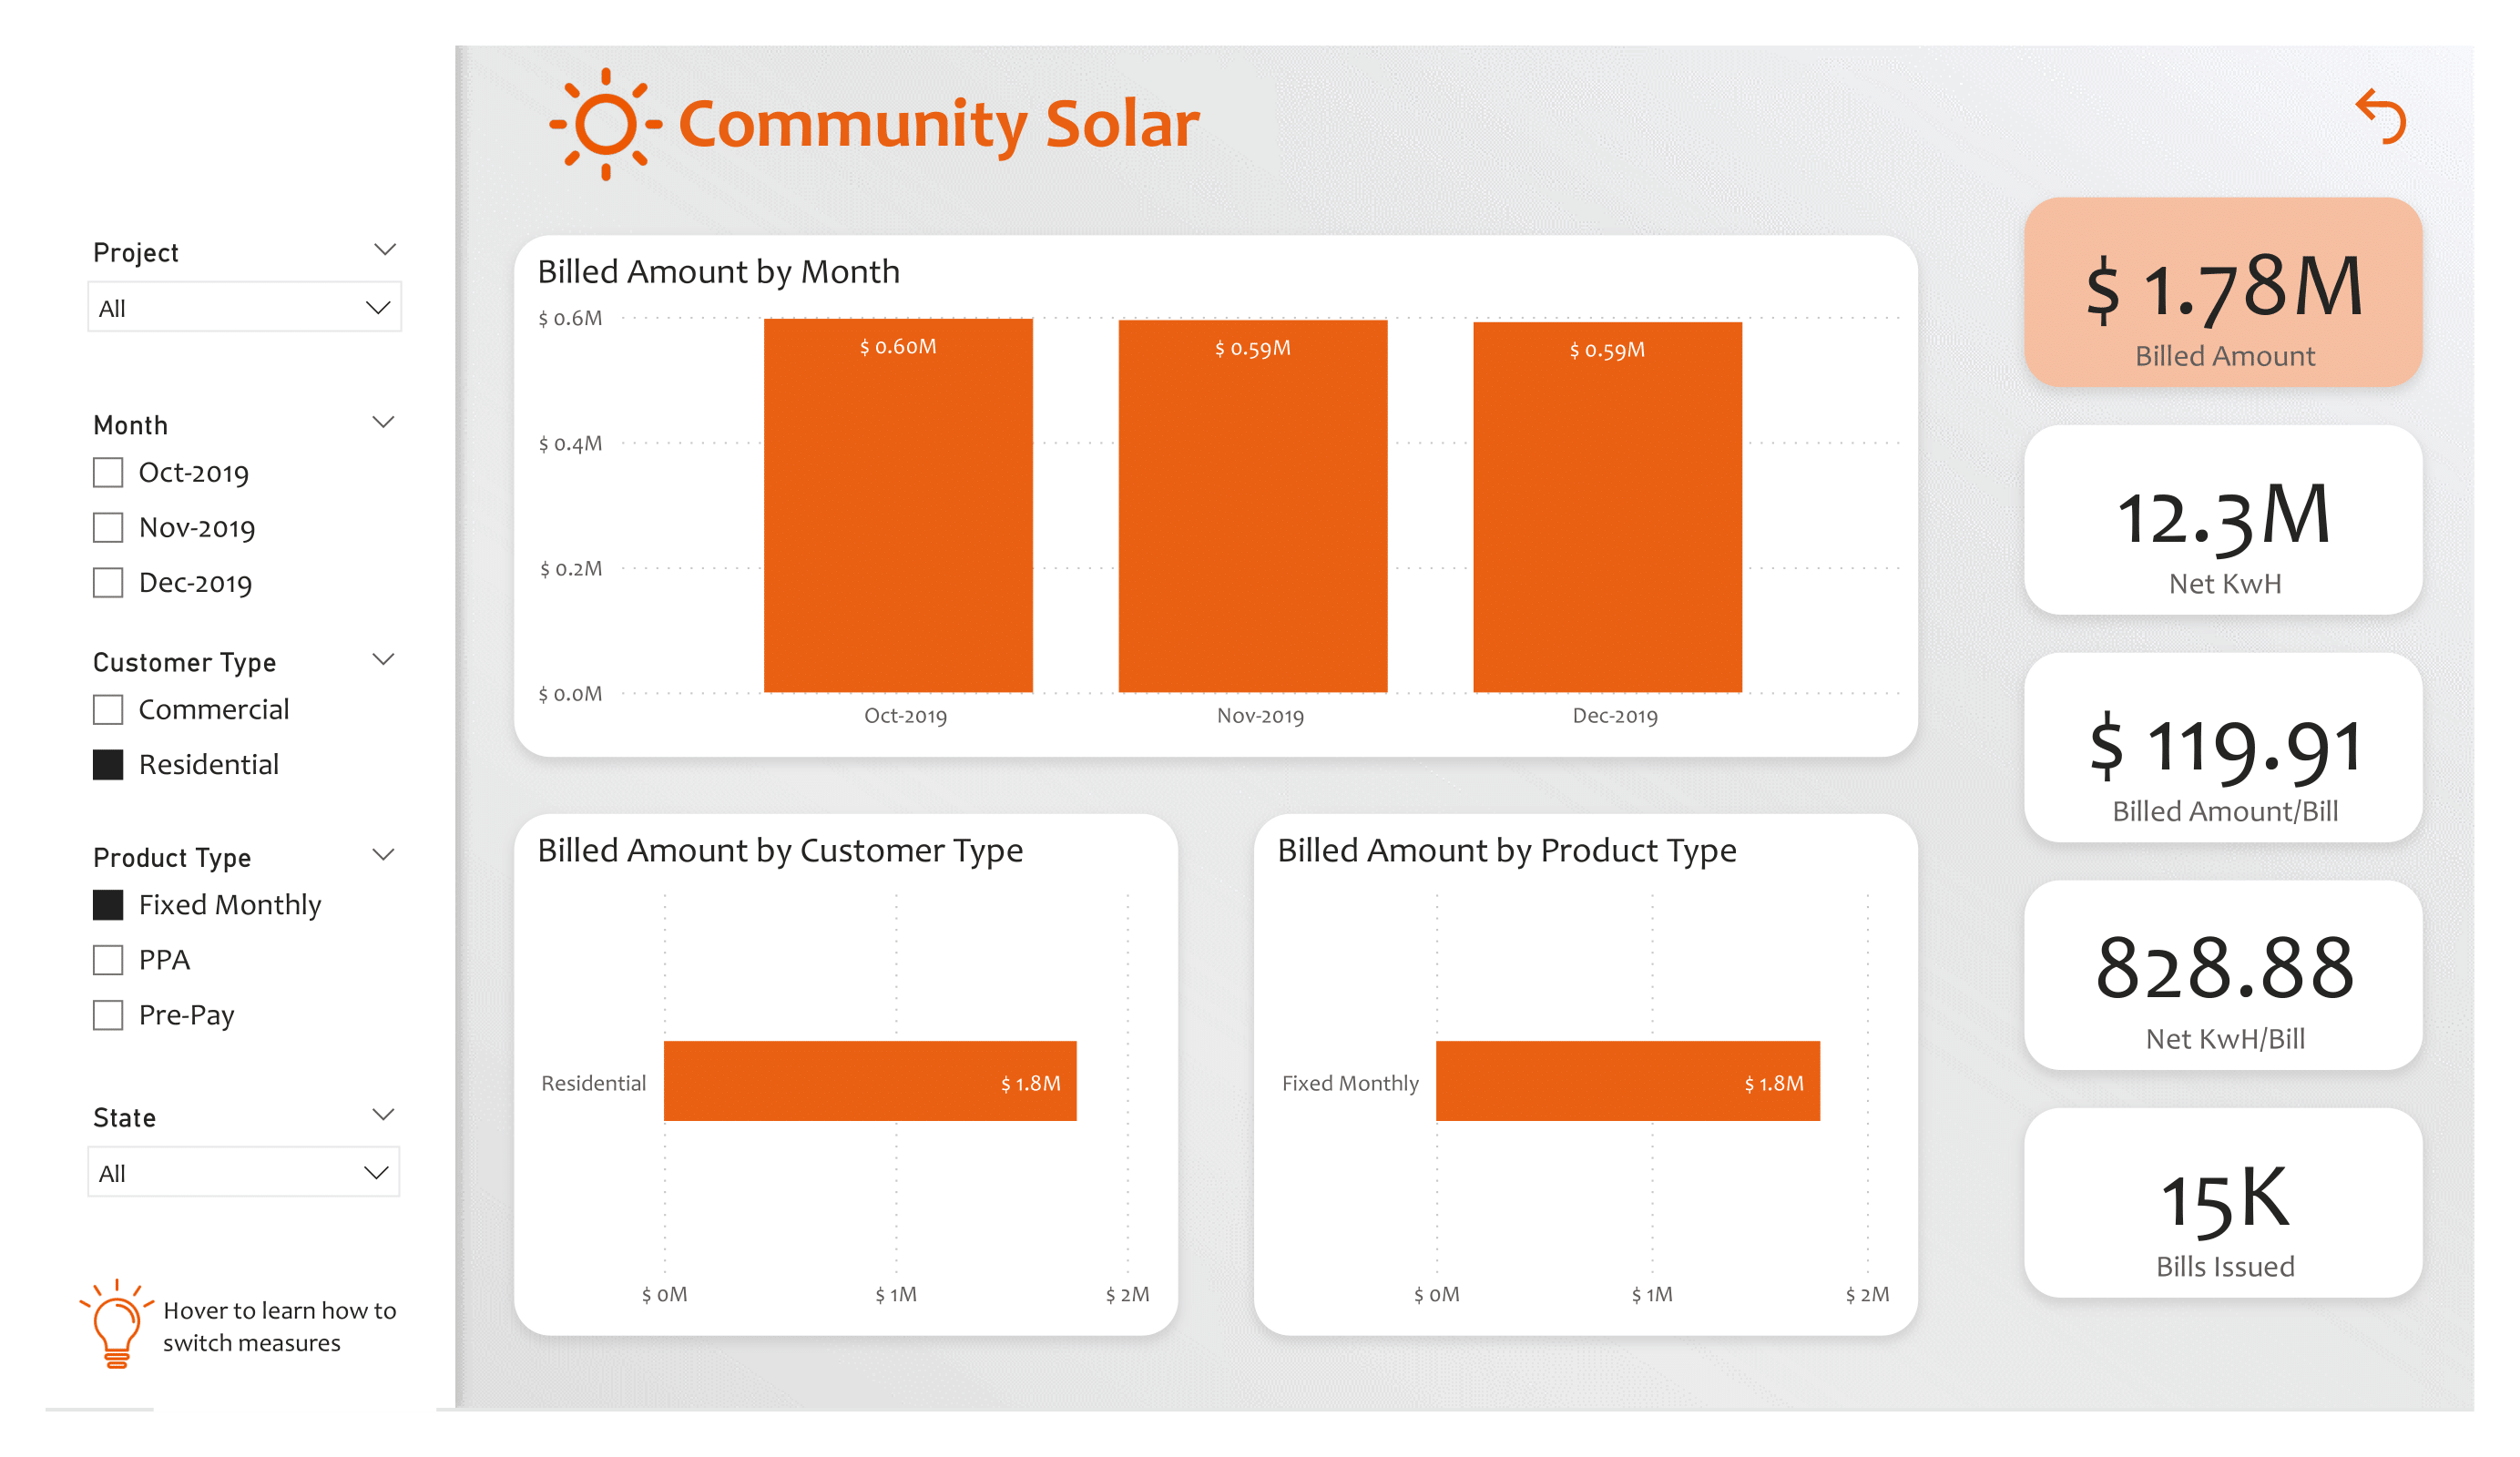 Community Solar
Project
All
Month
Oct-2019
Nov-2019
Dec-2019
Customer Type
Commercial
Residential
Product Type
Fixed Monthly
PPA
Pre-Pay
State
All
Hover to learn how to
switch measures
Billed Amount by Month
$ 0.6M
$ 0.4M
$ 0.2M
$ 0.0M
$ 0.60M
$ 0.59M
$ 0.59M
Oct-2019
Nov-2019
Dec-2019
Billed Amount by Customer Type
Residential
$ 1.8M
$ 0M
$ 1M
$ 2M
Billed Amount by Product Type
Fixed Monthly
$ 1.8M
$ 0M
$ 1M
$ 2M
$ 1.78M
Billed Amount
12.3M
Net KwH
$ 119.91
Billed Amount/Bill
828.88
Net KwH/Bill
15K
Bills Issued